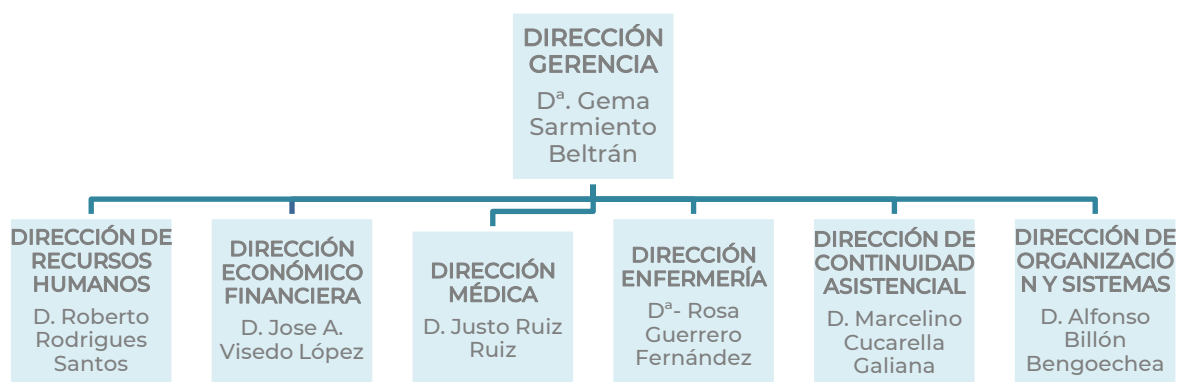 DIRECCIÓN
GERENCIA
Dª. Gema
Sarmiento
Beltrán
DIRECCIÓN DE
RECURSOS
HUMANOS
D. Roberto
Rodrigues
Santos
DIRECCIÓN
ECONÓMICO
FINANCIERA
D. Jose A.
Visedo López
DIRECCIÓN
MÉDICA
D. Justo Ruiz
Ruiz
DIRECCIÓN
ENFERMERÍA
Dª- Rosa
Guerrero
Fernández
DIRECCIÓN DE
CONTINUIDAD
ASISTENCIAL
D. Marcelino
Cucarella
Galiana
DIRECCIÓN DE
ORGANIZACIÓ
N Y SISTEMAS
D. Alfonso
Billón
Bengoechea